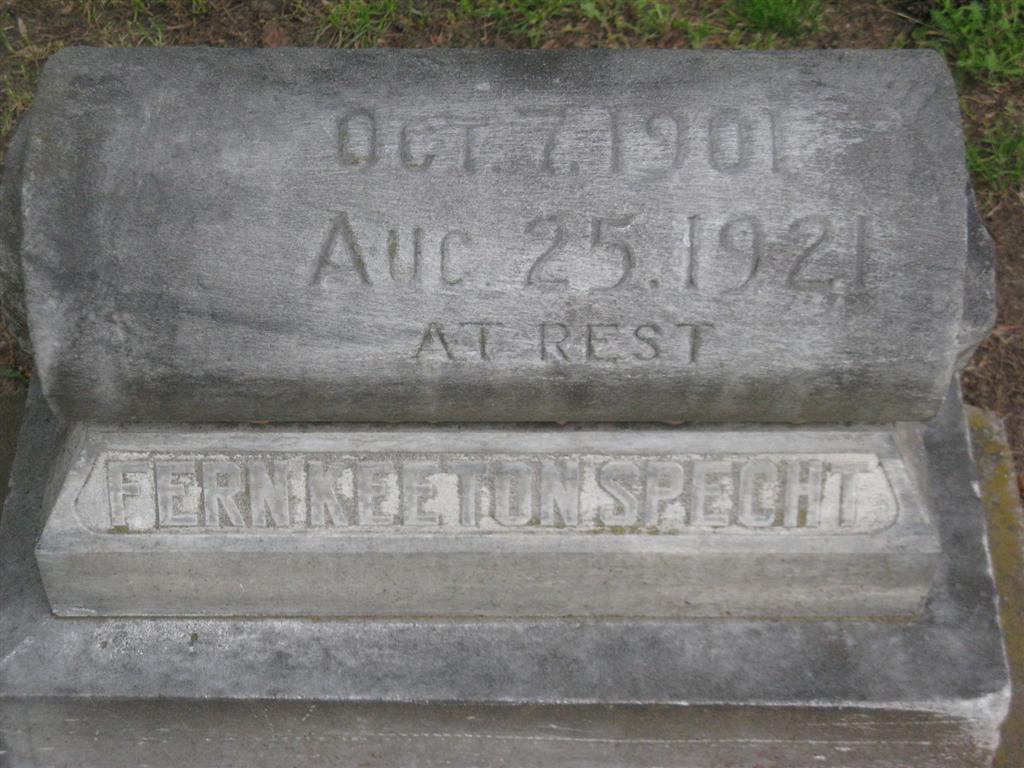 OCT. 7, 1901.
AUG. 25. 1921
AT REST
FERN KEETON SPECHT